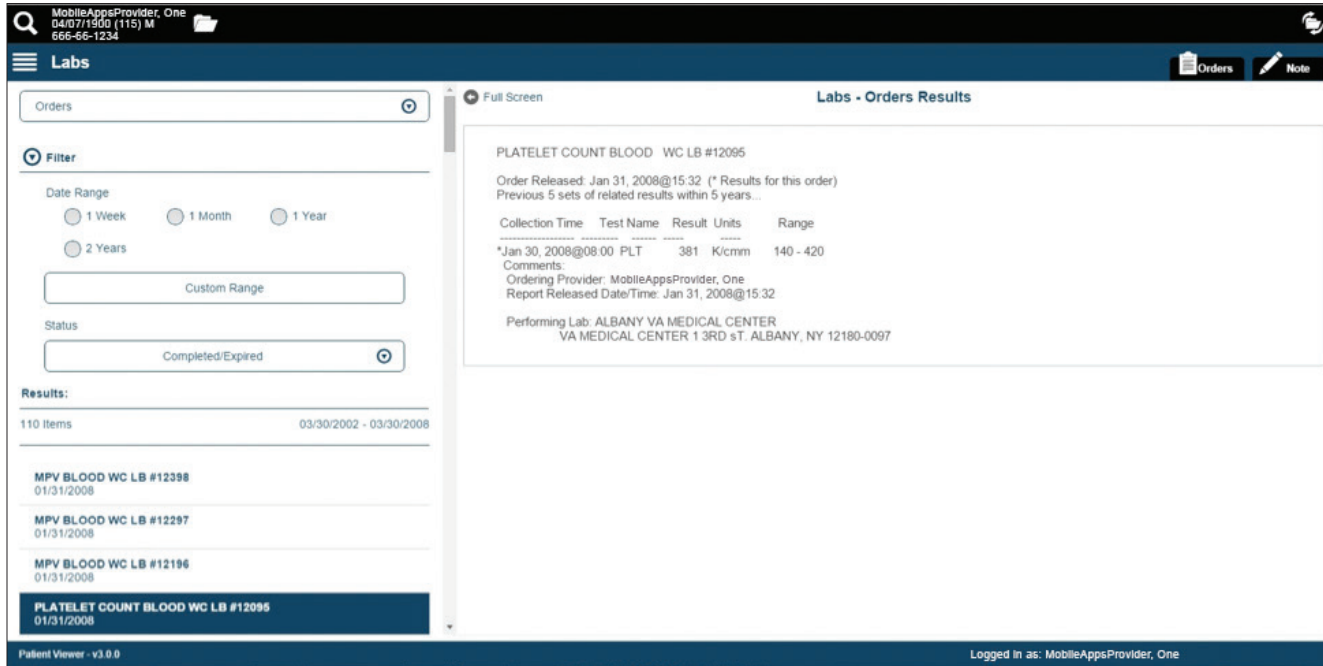 MobileAppsProvider, One
04/07/1900 (115) M
666-66-1234
Labs
Orders
Note
Orders
Filter
Date Range
1 Week 1 Month 1 Year
2 Years
Custom Range
Status
Completed/Expired
Results:
110 Items 03/30/2002 - 03/30/2008
MPV BLOOD WC LB #12398
01/31/2008
MPV BLOOD WC LB #12297
01/31/2008
MPV BLOOD WC LB #12196
01/31/2008
PLATELET COUNT BLOOD WC LB #12095
01/31/2008
Full Screen
Labs - Orders Results
PLATELET COUNT BLOOD WC LB #12095
Order Released: Jan 31, 2008@15:32 (* Results for this order)
Previous 5 sets of related results within 5 years...
Collection Time Test Name Result Units Range
------------------ --------- ------ ----- -----
*Jan 30, 2008@08:00 PLT 381 K/cmm 140 - 420
Comments:
Ordering Provider: MobileAppsProvider, One
Report Released Date/Time: Jan 31, 2008@15:32
Performing Lab: ALBANY VA MEDICAL CENTER
VA MEDICAL CENTER 1 3RD sT. ALBANY, NY 12180-0097
Patient Viewer - v3.0.0
Logged in as: MobileAppsProvider, One